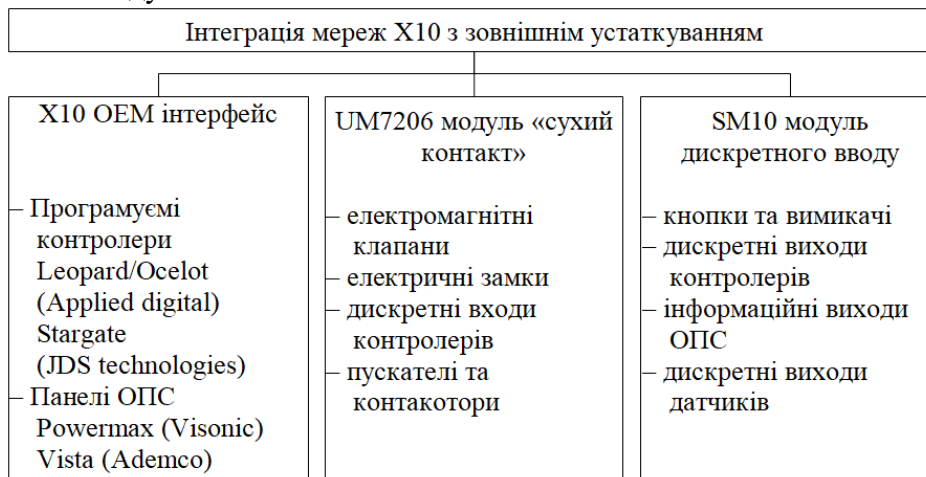 Інтеграція мереж X10 з зовнішнім устаткуванням
X10 OEM інтерфейс
– Програмуємі
контролери
Leopard/Ocelot
(Applied digital)
Stargate
(JDS technologies)
– Панелі ОПС
Powermax (Visonic)
Vista (Ademco)
UM7206 модуль «сухий
контакт»
– електромагнітні
клапани
– електричні замки
– дискретні входи
контролерів
– пускателі та
контакотори
SM10 модуль
дискретного вводу
– кнопки та вимикачі
– дискретні виходи
контролерів
– інформаційні виходи
ОПС
– дискретні виходи
датчиків